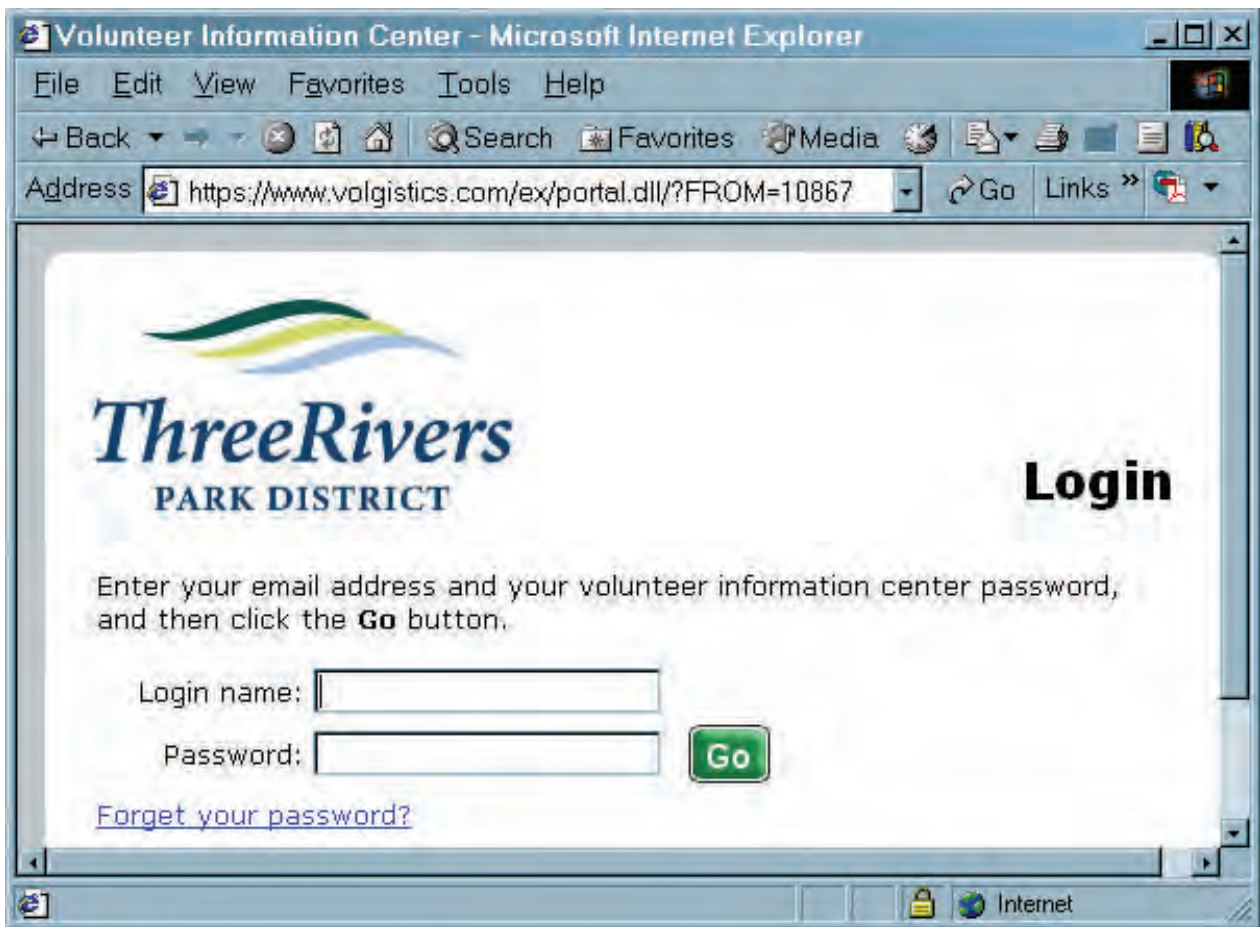 Volunteer Information Center - Microsoft Internet Explorer
File Edit View Favorites Tools Help
Back Search Favorites Media
Address https://www.volgistics.com/ex/portal.dll/?FROM=10867 Go Links »
ThreeRivers
PARK DISTRICT
Login
Enter your email address and your volunteer information center password,
and then click the Go button.
Login name:
Password: Go
Forget your password?
Internet